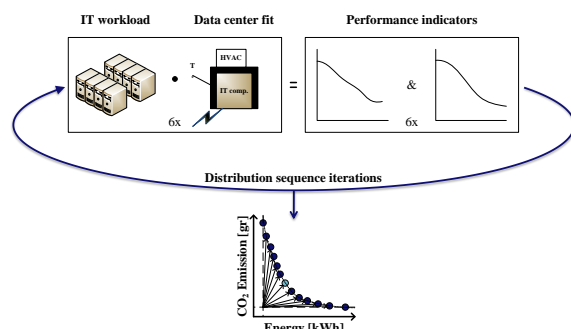 IT workload
Data center fit
Performance indicators
HVAC
T
IT comp.
=
&
6x
6x
Distribution sequence iterations
CO2 Emission [gr]
Energy [kWh]